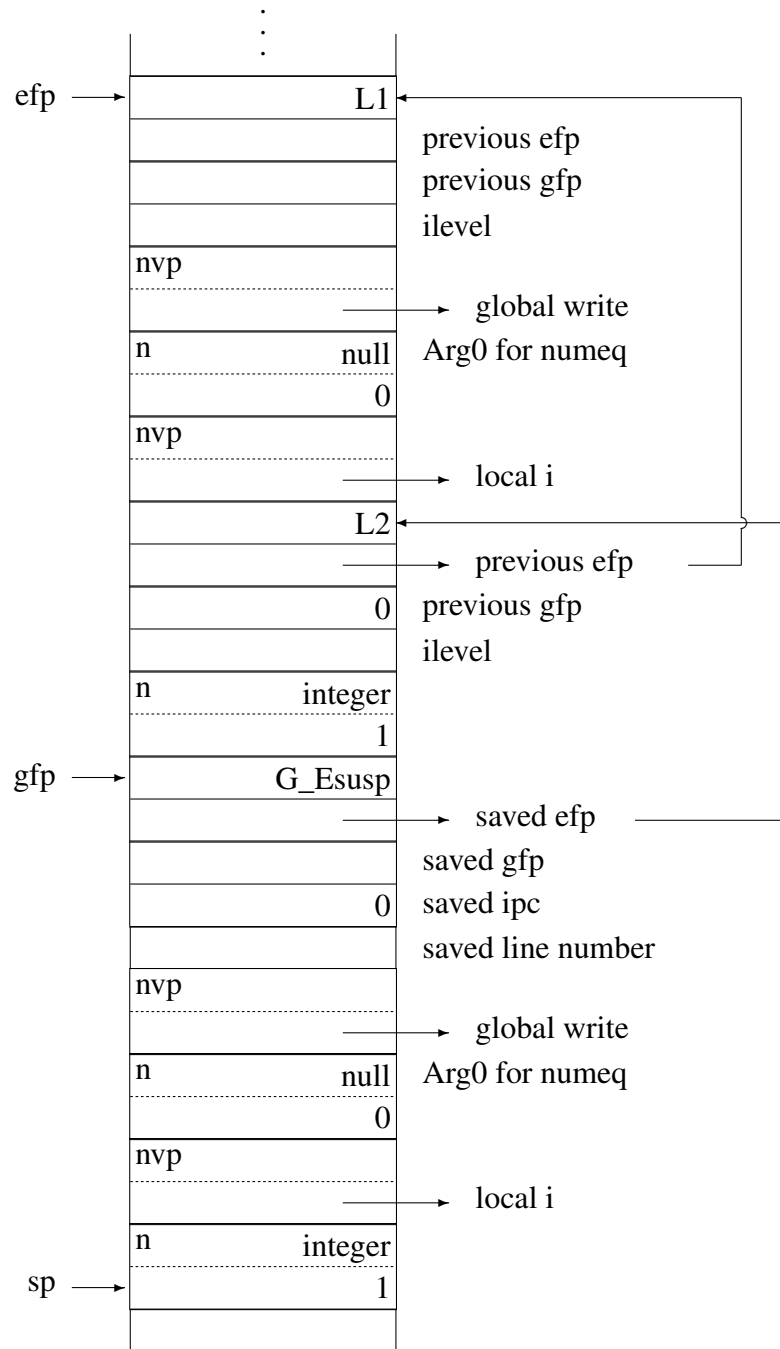 efp L1
previous efp
previous gfp
ilevel
nvp
global write
n null Arg0 for numeq
0
nvp
local i
L2
previous efp
0 previous gfp
ilevel
n integer
1
gfp G_Esusp
saved efp
saved gfp
0 saved ipc
saved line number
nvp
global write
n null Arg0 for numeq
0
nvp
local i
n integer
sp 1